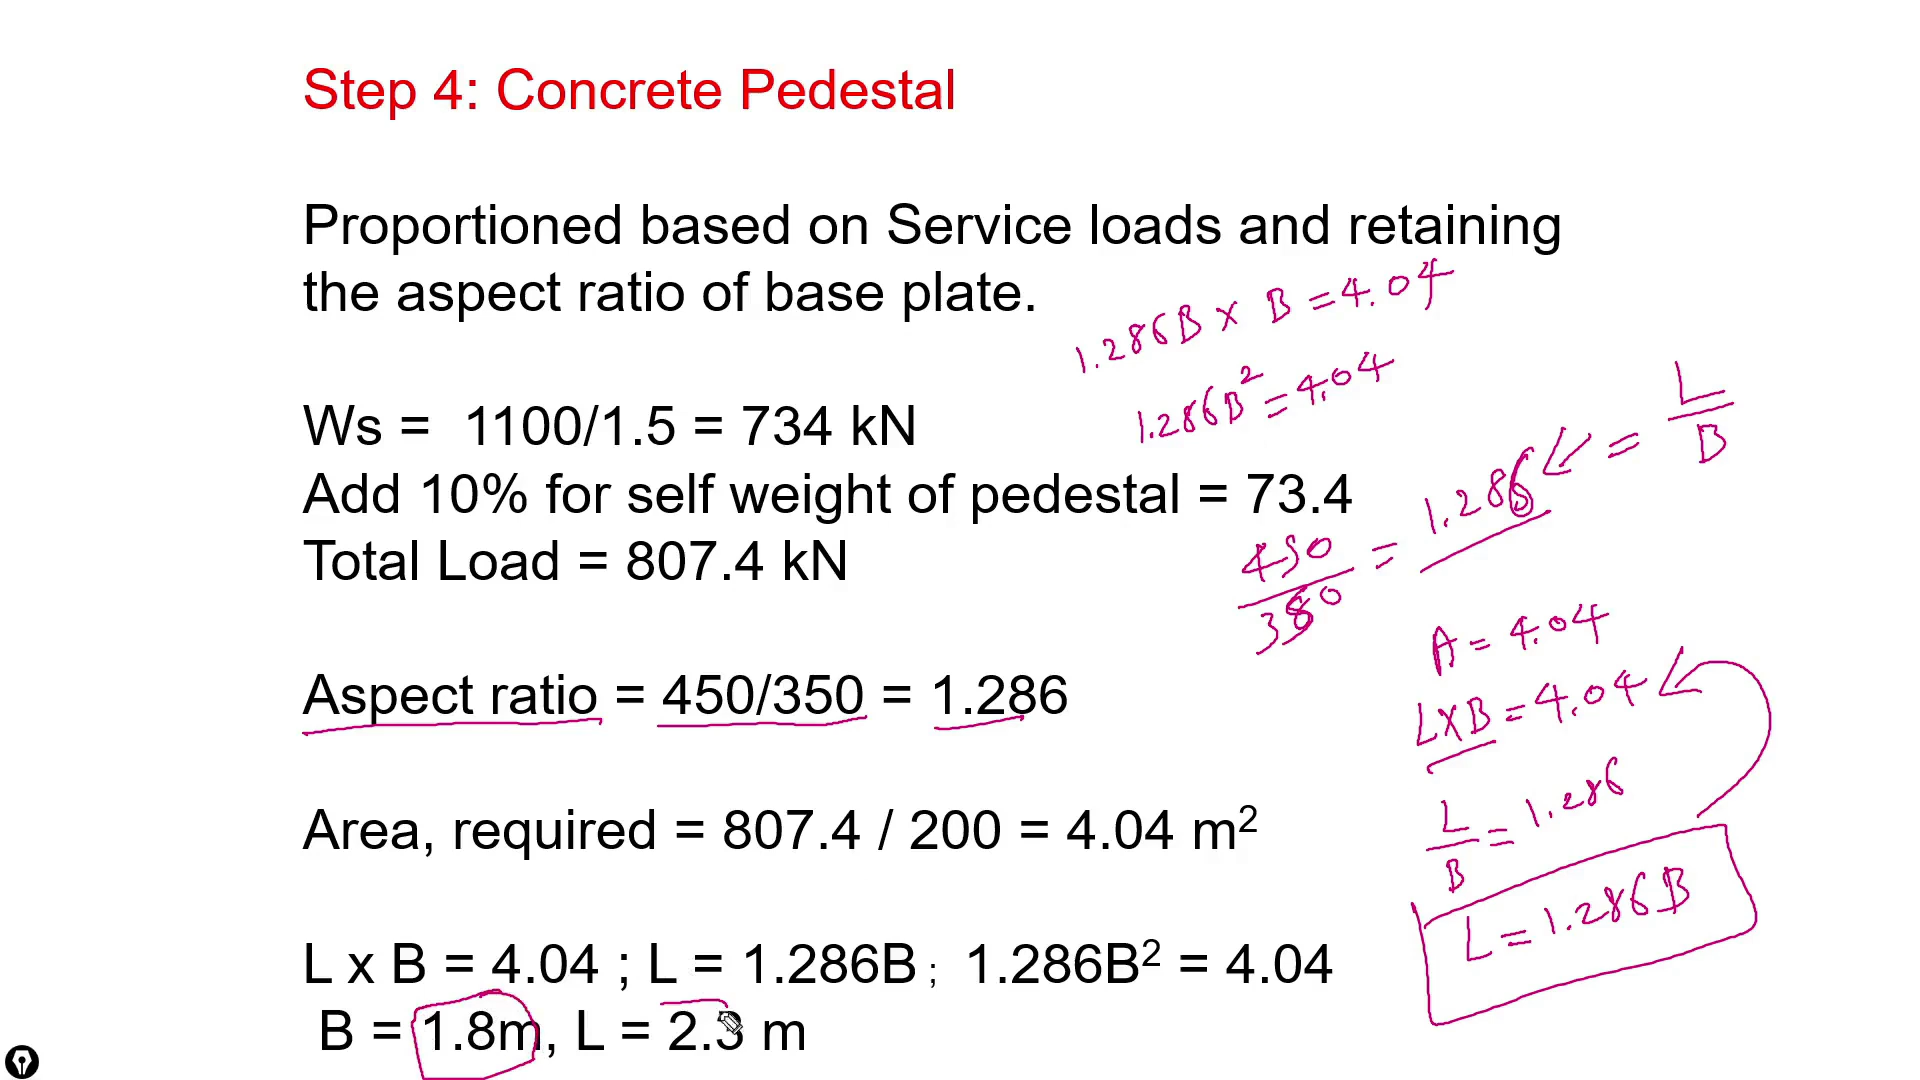 Step 4: Concrete Pedestal
Proportioned based on Service loads and retaining
the aspect ratio of base plate.
1.286B x B = 4.04
1.286B² = 4.04
Ws = 1100/1.5 = 734 kN
Add 10% for self weight of pedestal = 73.4
Total Load = 807.4 kN
450/350 = 1.286 = L/B
Aspect ratio = 450/350 = 1.286
A = 4.04
LXB = 4.04
L/B = 1.286
L = 1.286B
Area, required = 807.4 / 200 = 4.04 m²
L x B = 4.04 ; L = 1.286B ; 1.286B² = 4.04
B = 1.8m, L = 2.3 m